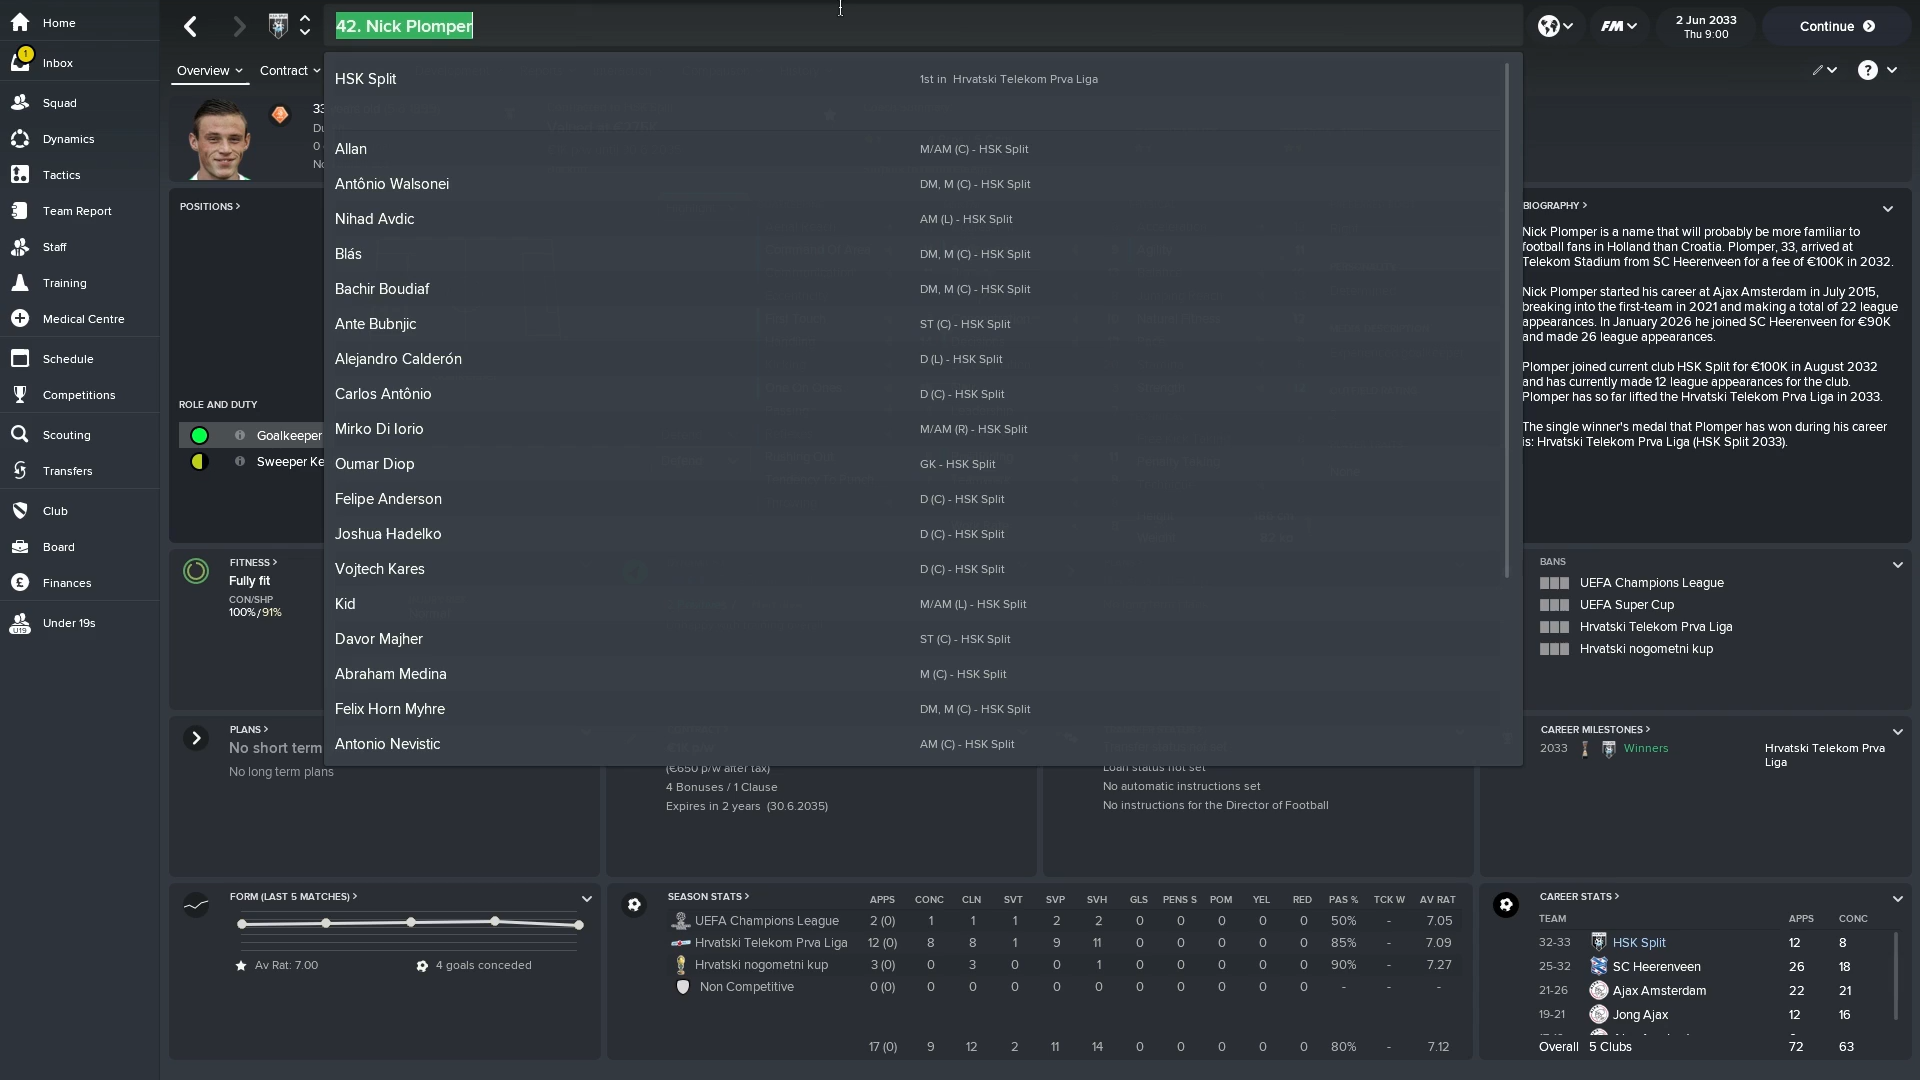 Home
Inbox
1
Squad
Dynamics
Tactics
Team Report
Staff
Training
Medical Centre
Schedule
Competitions
Scouting
Transfers
Club
Board
Finances
Under 19s
U19
42. Nick Plomper
FM
2 Jun 2033
Thu 9:00
Continue
Overview
Contract
?
HSK Split 1st in Hrvatski Telekom Prva Liga
Allan M/AM (C) - HSK Split
Antônio Walsonei DM, M (C) - HSK Split
Nihad Avdic AM (L) - HSK Split
Blás DM, M (C) - HSK Split
Bachir Boudiaf DM, M (C) - HSK Split
Ante Bubnjic ST (C) - HSK Split
Alejandro Calderón D (L) - HSK Split
Carlos Antônio D (C) - HSK Split
Mirko Di Iorio M/AM (R) - HSK Split
Oumar Diop GK - HSK Split
Felipe Anderson D (C) - HSK Split
Joshua Hadelko D (C) - HSK Split
Vojtech Kares D (C) - HSK Split
Kid M/AM (L) - HSK Split
Davor Majher ST (C) - HSK Split
Abraham Medina M (C) - HSK Split
Felix Horn Myhre DM, M (C) - HSK Split
Antonio Nevistic AM (C) - HSK Split
POSITIONS >
ROLE AND DUTY
Goalkeeper
Sweeper Ke
BIOGRAPHY >
Nick Plomper is a name that will probably be more familiar to
football fans in Holland than Croatia. Plomper, 33, arrived at
Telekom Stadium from SC Heerenveen for a fee of €100K in 2032.
Nick Plomper started his career at Ajax Amsterdam in July 2015,
breaking into the first-team in 2021 and making a total of 22 league
appearances. In January 2026 he joined SC Heerenveen for €90K
and made 26 league appearances.
Plomper joined current club HSK Split for €100K in August 2032
and has currently made 12 league appearances for the club.
Plomper has so far lifted the Hrvatski Telekom Prva Liga in 2033.
The single winner's medal that Plomper has won during his career
is: Hrvatski Telekom Prva Liga (HSK Split 2033).
FITNESS >
Fully fit
CON/SHP
100% / 91%
BANS
UEFA Champions League
UEFA Super Cup
Hrvatski Telekom Prva Liga
Hrvatski nogometni kup
PLANS >
No short term
No long term plans
(€650 p/w after tax)
4 Bonuses / 1 Clause
Expires in 2 years (30.6.2035)
Loan status not set
No automatic instructions set
No instructions for the Director of Football
CAREER MILESTONES >
2033 Winners Hrvatski Telekom Prva
Liga
FORM (LAST 5 MATCHES) >
Av Rat: 7.00 4 goals conceded
SEASON STATS > APPS CONC CLN SVT SVP SVH GLS PENS S POM YEL RED PAS % TCK W AV RAT
UEFA Champions League 2 (0) 1 1 1 2 2 0 0 0 0 0 50% - 7.05
Hrvatski Telekom Prva Liga 12 (0) 8 8 1 9 11 0 0 0 0 0 85% - 7.09
Hrvatski nogometni kup 3 (0) 0 3 0 0 1 0 0 0 0 0 90% - 7.27
Non Competitive 0 (0) 0 0 0 0 0 0 0 0 0 0 - - -
17 (0) 9 12 2 11 14 0 0 0 0 0 80% - 7.12
CAREER STATS >
TEAM APPS CONC
32-33 HSK Split 12 8
25-32 SC Heerenveen 26 18
21-26 Ajax Amsterdam 22 21
19-21 Jong Ajax 12 16
Overall 5 Clubs 72 63